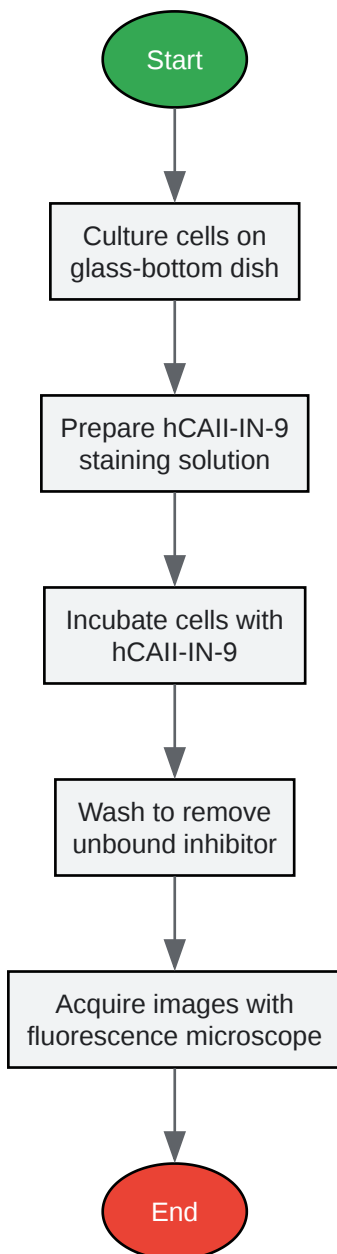 Start
Culture cells on
glass-bottom dish
Prepare hCAII-IN-9
staining solution
Incubate cells with
hCAII-IN-9
Wash to remove
unbound inhibitor
Acquire images with
fluorescence microscope
End